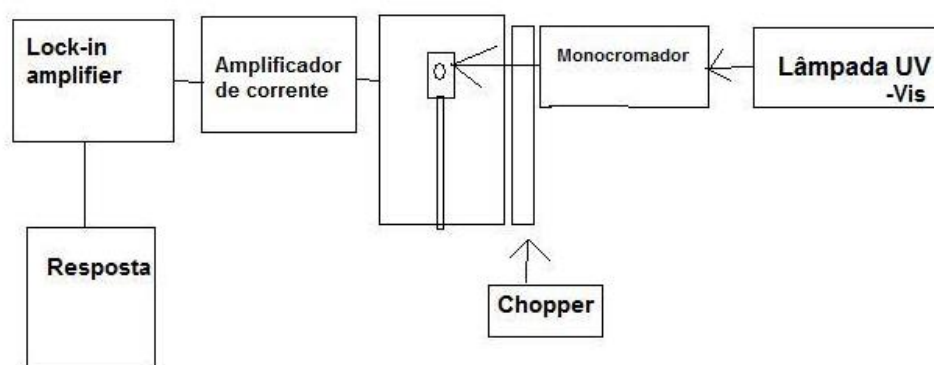 Lock-in
amplifier
Amplificador
de corrente
Monocromador
Lâmpada UV
-Vis
Resposta
Chopper